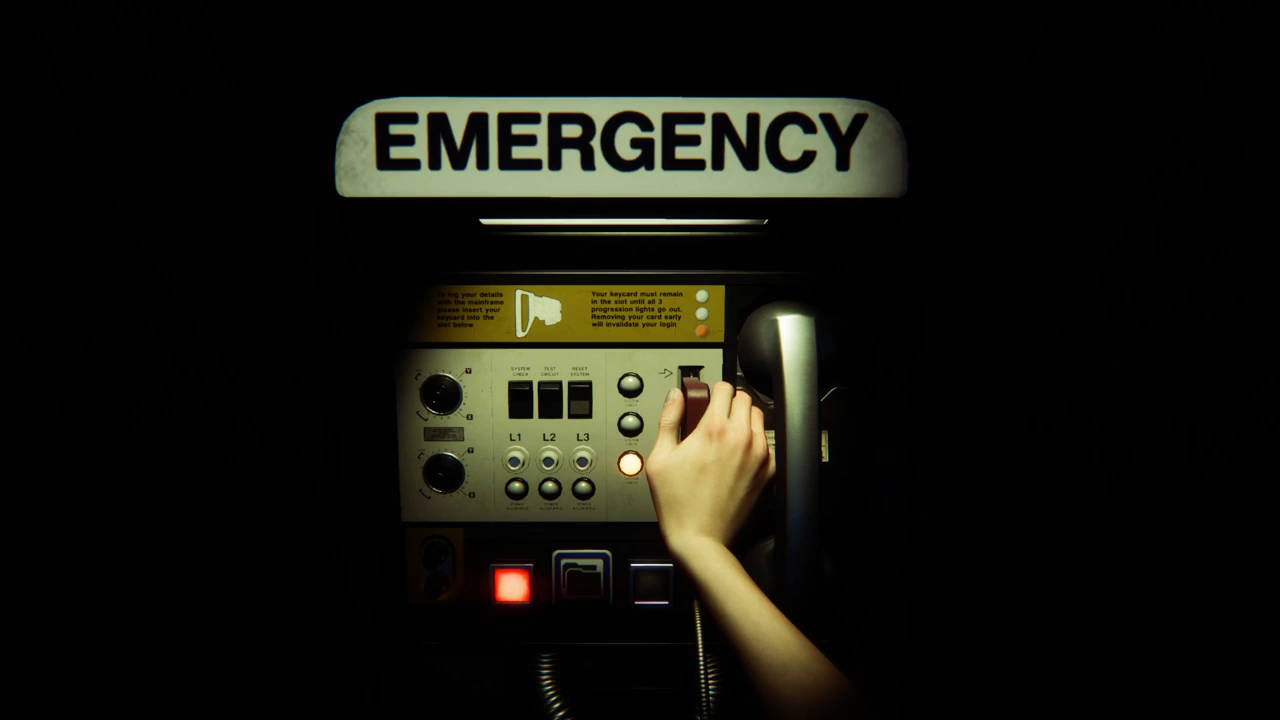 EMERGENCY
To log your details
with the mainframe
please insert your
keycard into the
slot below
Your keycard must remain
in the slot until all 3
progression lights go out.
Removing your card early
will invalidate your login
SYSTEM
CHECK
TEST
CIRCUIT
RESET
SYSTEM
L1
L2
L3